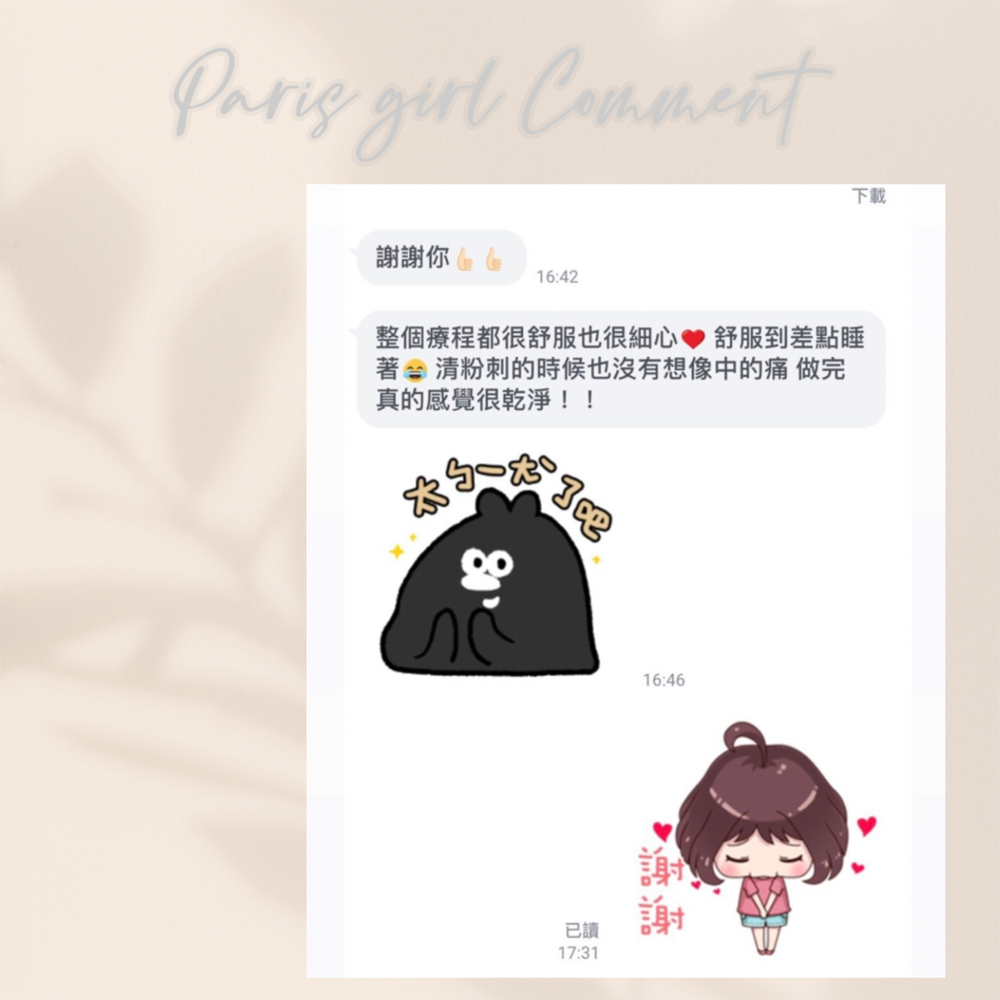 Paris girl Comment
下載
謝謝你👍🏻👍🏻
16:42
整個療程都很舒服也很細心❤️ 舒服到差點睡
著😂 清粉刺的時候也沒有想像中的痛 做完
真的感覺很乾淨！！
太ㄅㄧㄤˋ了吧
16:46
謝
謝
已讀
17:31